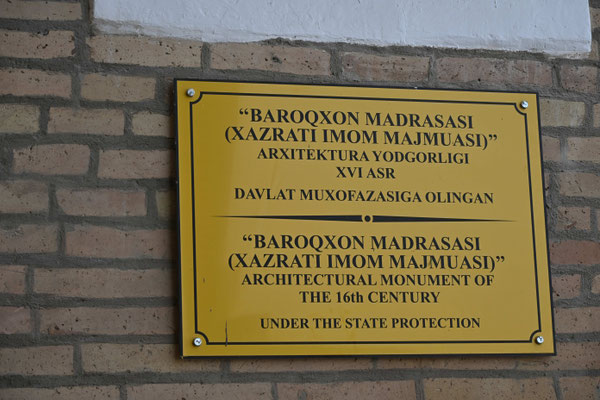 “BAROQXON MADRASASI
(XAZRATI IMOM MAJMUASI)”
ARXITEKTURA YODGORLIGI
XVI ASR
DAVLAT MUXOFAZASIGA OLINGAN
“BAROQXON MADRASASI
(XAZRATI IMOM MAJMUASI)”
ARCHITECTURAL MONUMENT OF
THE 16th CENTURY
UNDER THE STATE PROTECTION